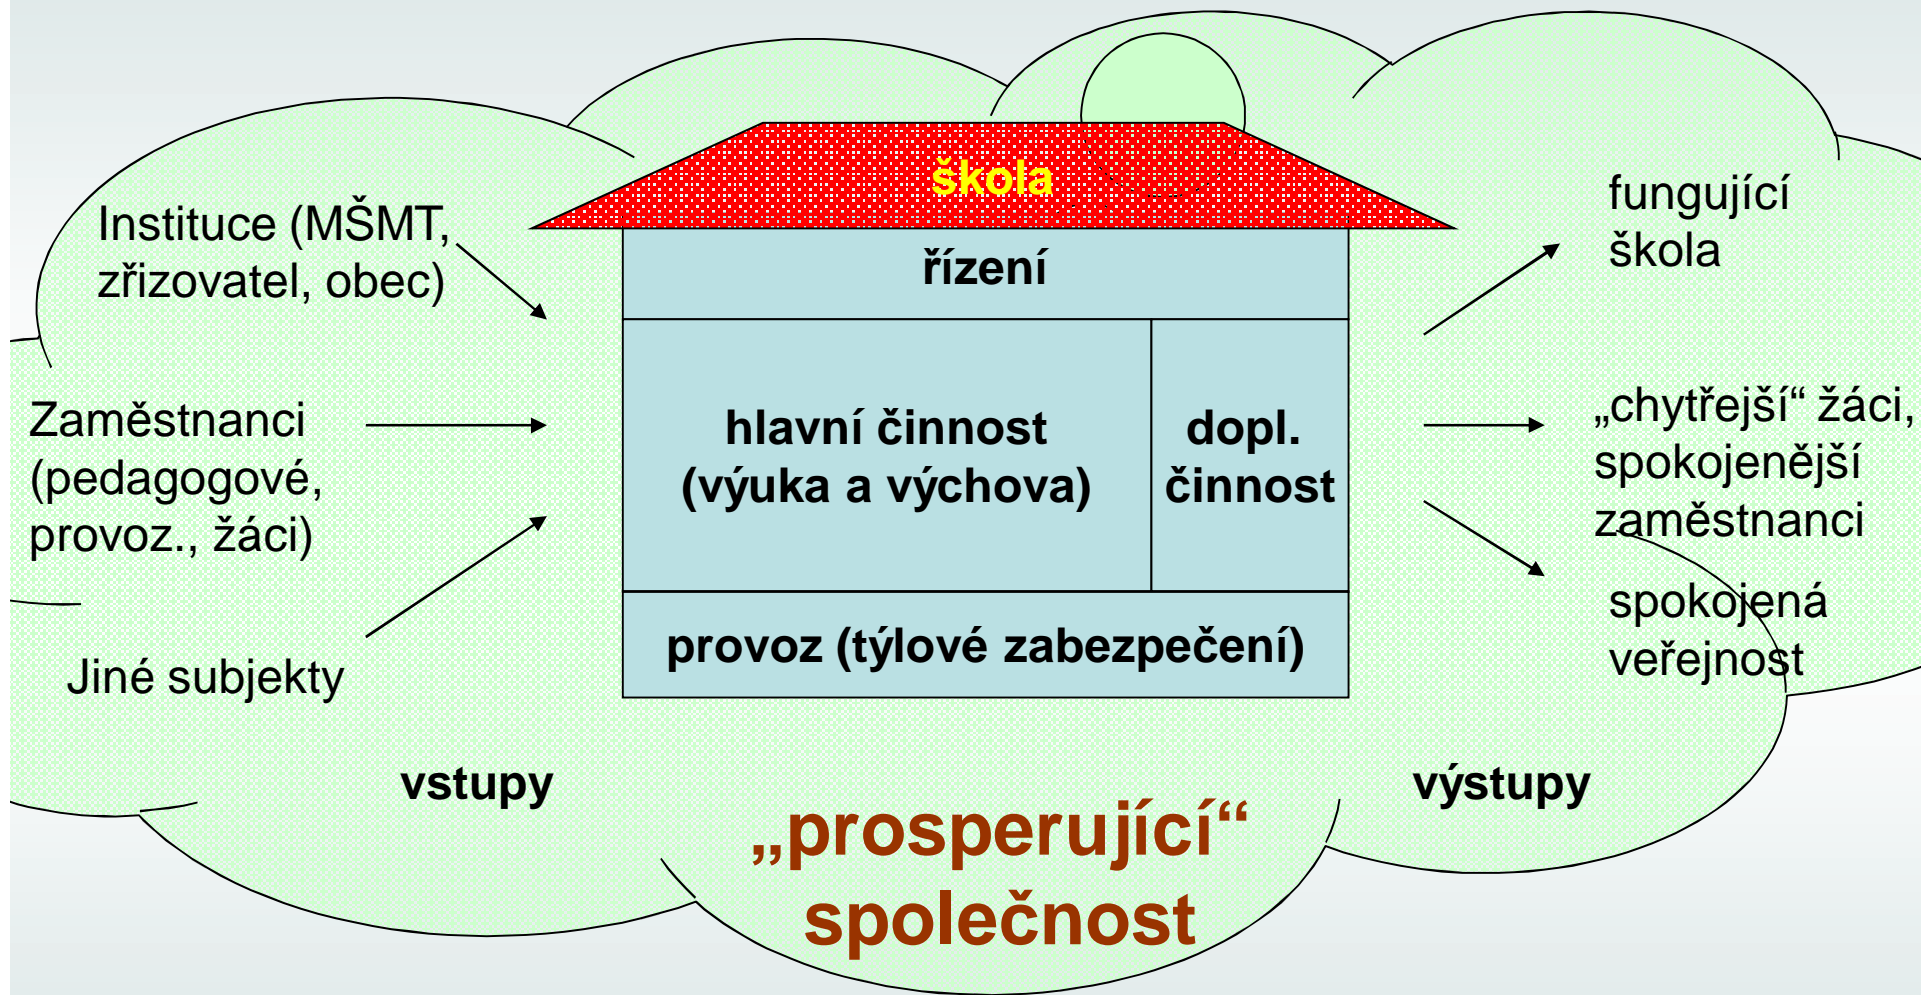 škola
Instituce (MŠMT,
zřizovatel, obec)
Zaměstnanci
(pedagogové,
provoz., žáci)
Jiné subjekty
vstupy
řízení
hlavní činnost
(výuka a výchova)
dopl.
činnost
provoz (týlové zabezpečení)
fungující
škola
„chytřejší“ žáci,
spokojenější
zaměstnanci
spokojená
veřejnost
výstupy
„prosperující“
společnost